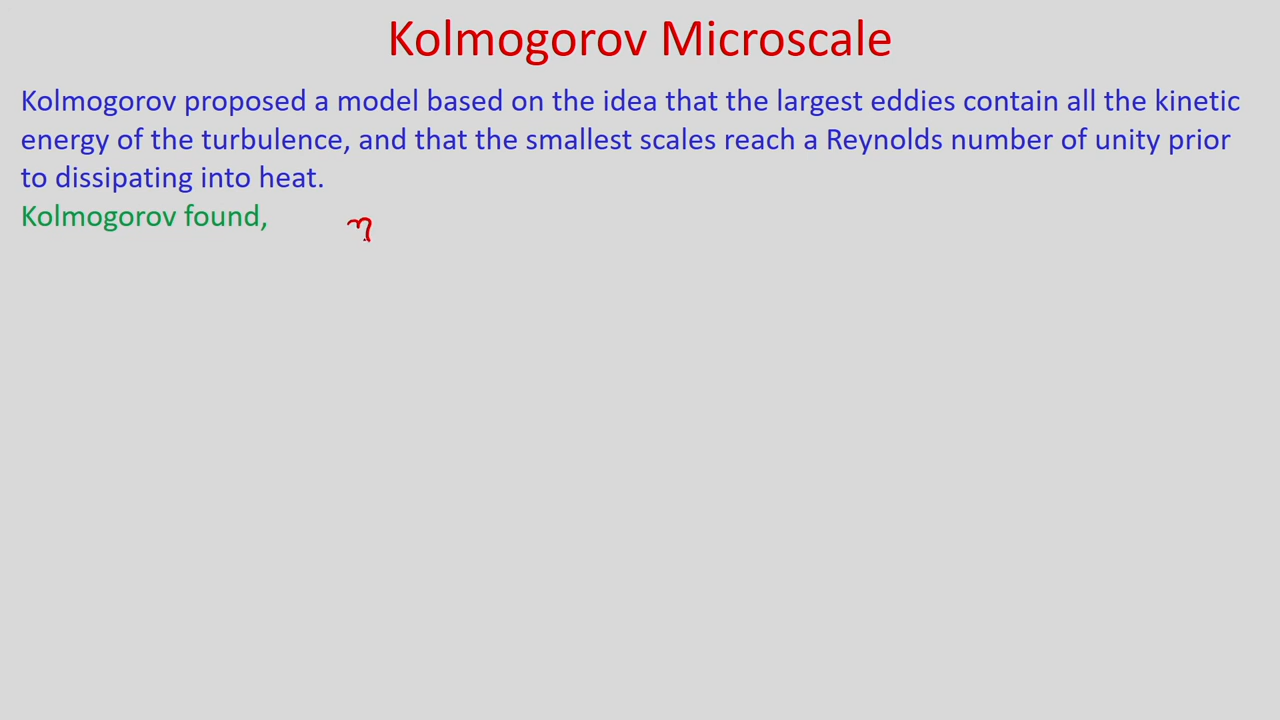 Kolmogorov Microscale
Kolmogorov proposed a model based on the idea that the largest eddies contain all the kinetic
energy of the turbulence, and that the smallest scales reach a Reynolds number of unity prior
to dissipating into heat.
Kolmogorov found, η